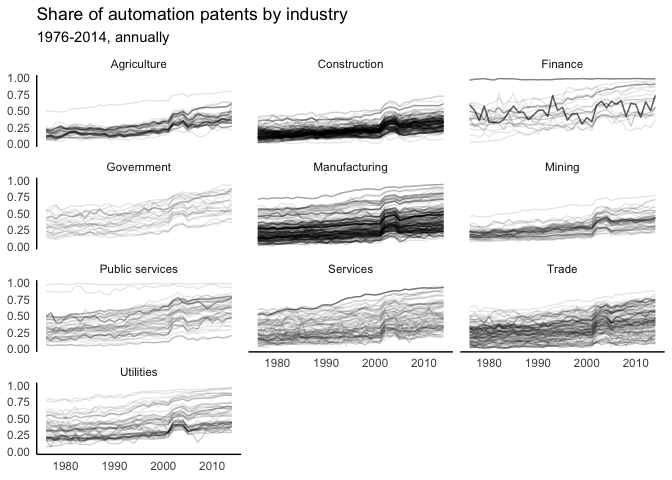 Share of automation patents by industry
1976-2014, annually
Agriculture
Construction
Finance
1.00
0.75
0.50
0.25
0.00
Government
Manufacturing
Mining
1.00
0.75
0.50
0.25
0.00
Public services
Services
Trade
1.00
0.75
0.50
0.25
0.00
1980 1990 2000 2010
1980 1990 2000 2010
Utilities
1.00
0.75
0.50
0.25
0.00
1980 1990 2000 2010